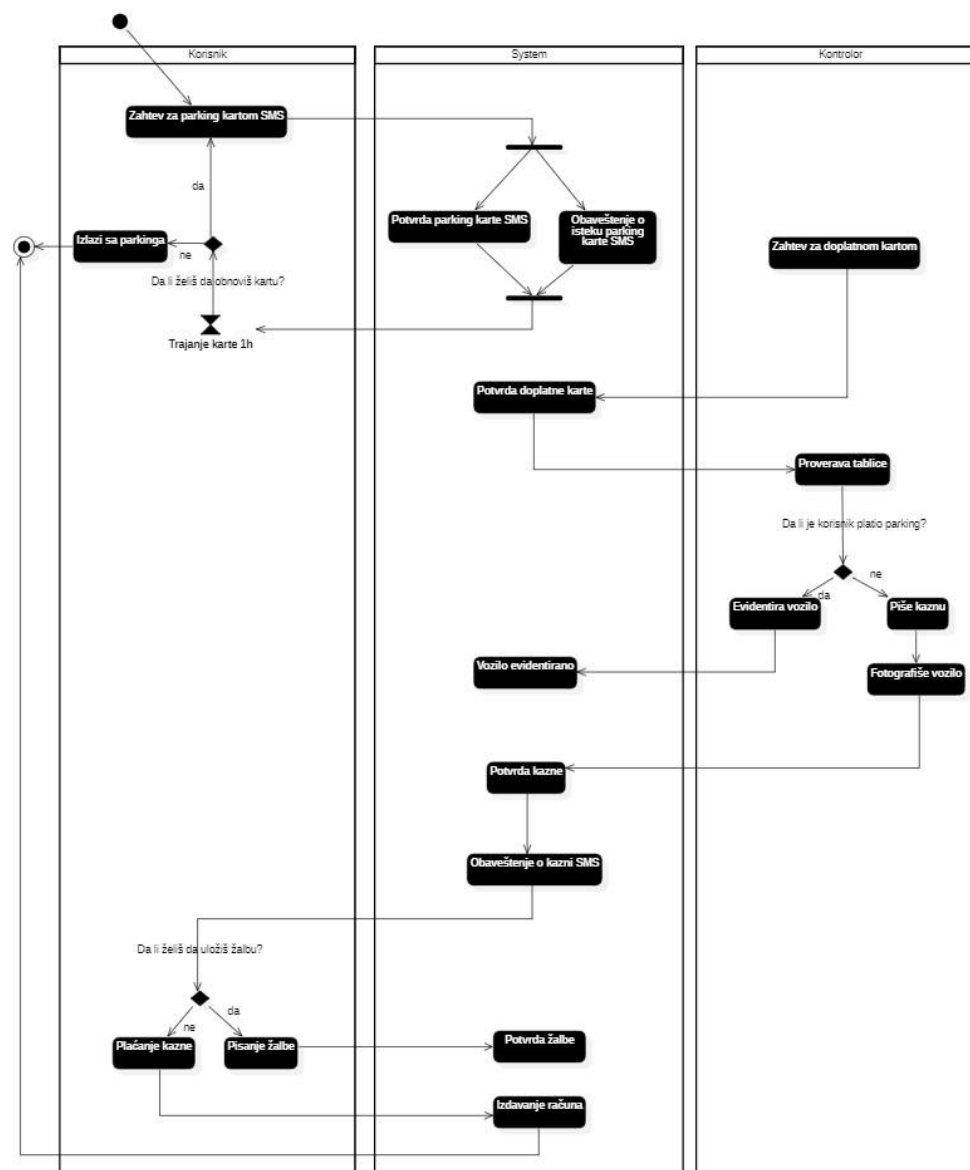 Korisnik
System
Kontrolor
Zahtev za parking kartom SMS
da
Potvrda parking karte SMS
Obaveštenje o
isteku parking
karte SMS
Izlazi sa parkinga
ne
Zahtev za doplatnom kartom
Da li želiš da obnoviš kartu?
Trajanje karte 1h
Potvrda doplatne karte
Proverava tablice
Da li je korisnik platio parking?
ne
da
Evidentira vozilo
Piše kaznu
Vozilo evidentirano
Fotografiše vozilo
Potvrda kazne
Obaveštenje o kazni SMS
Da li želiš da uložiš žalbu?
da
ne
Plaćanje kazne
Pisanje žalbe
Potvrda žalbe
Izdavanje računa